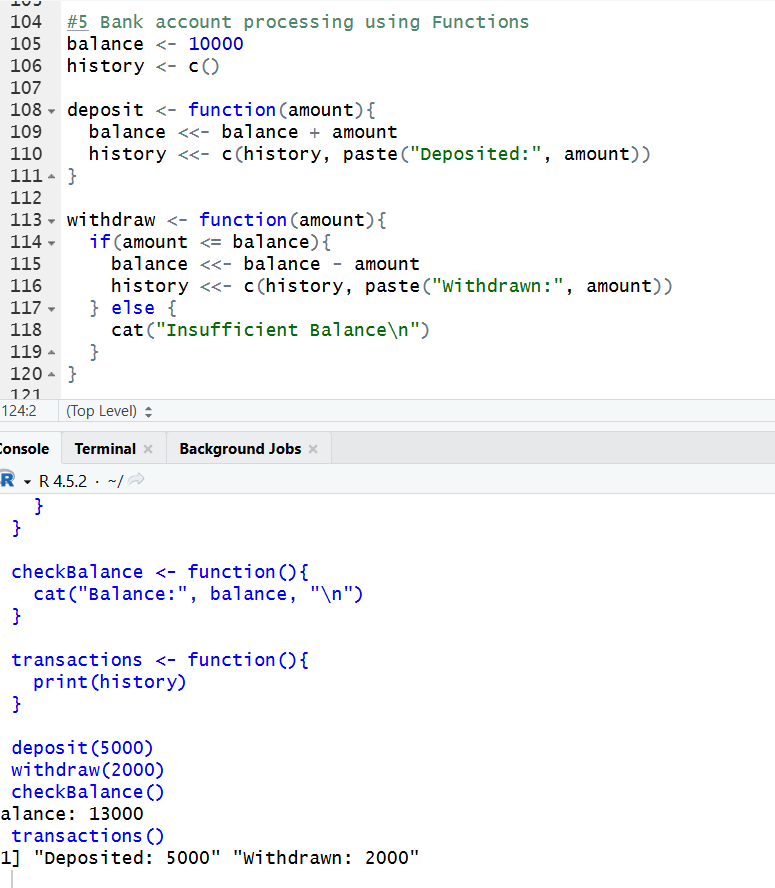 104 #5 Bank account processing using Functions
105 balance <- 10000
106 history <- c()
107
108 deposit <- function(amount){
109   balance <<- balance + amount
110   history <<- c(history, paste("Deposited:", amount))
111 }
112
113 withdraw <- function(amount){
114   if(amount <= balance){
115     balance <<- balance - amount
116     history <<- c(history, paste("Withdrawn:", amount))
117   } else {
118     cat("Insufficient Balance\n")
119   }
120 }
121
124:2 (Top Level)
Console Terminal Background Jobs
R R 4.5.2 · ~/
  }
}
checkBalance <- function(){
  cat("Balance:", balance, "\n")
}
transactions <- function(){
  print(history)
}
deposit(5000)
withdraw(2000)
checkBalance()
alance: 13000
transactions()
1] "Deposited: 5000" "Withdrawn: 2000"